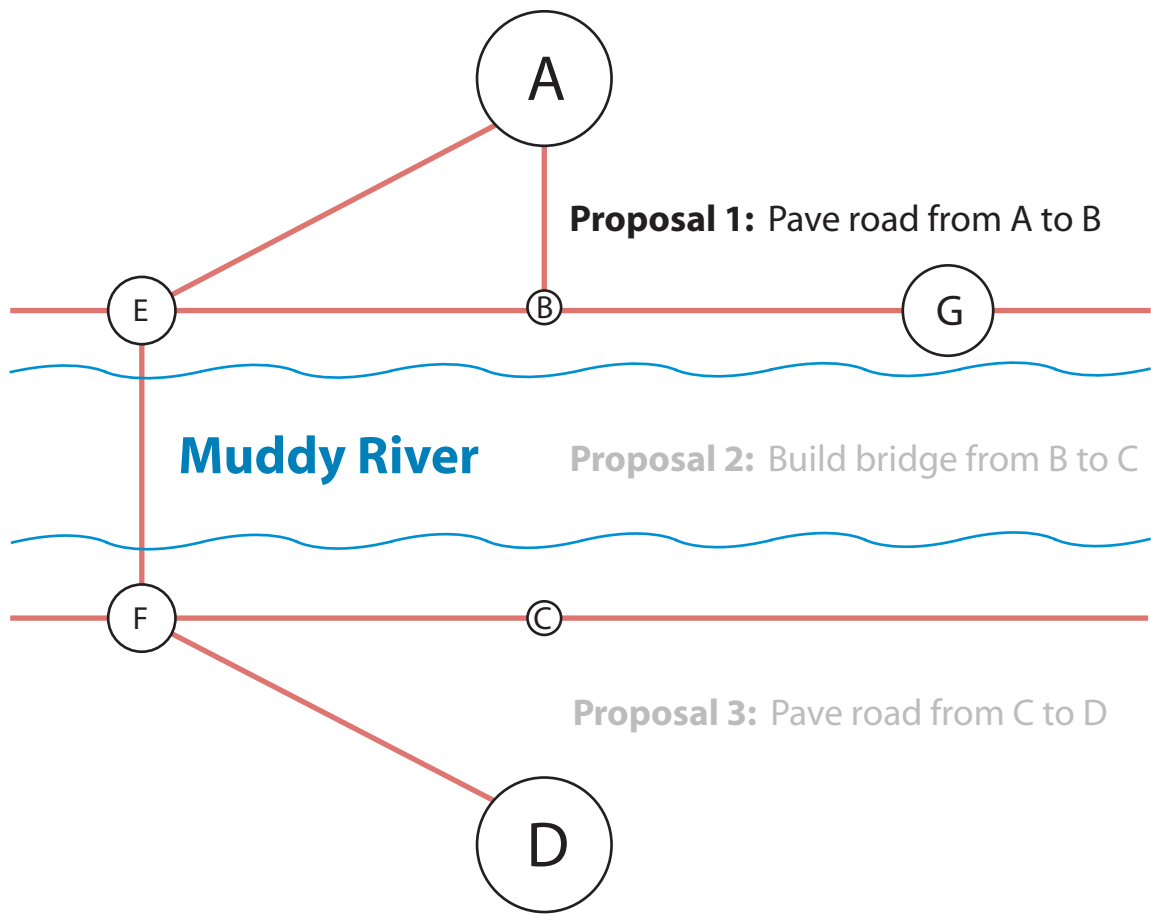 A
Proposal 1: Pave road from A to B
E
B
G
Muddy River
Proposal 2: Build bridge from B to C
F
C
Proposal 3: Pave road from C to D
D